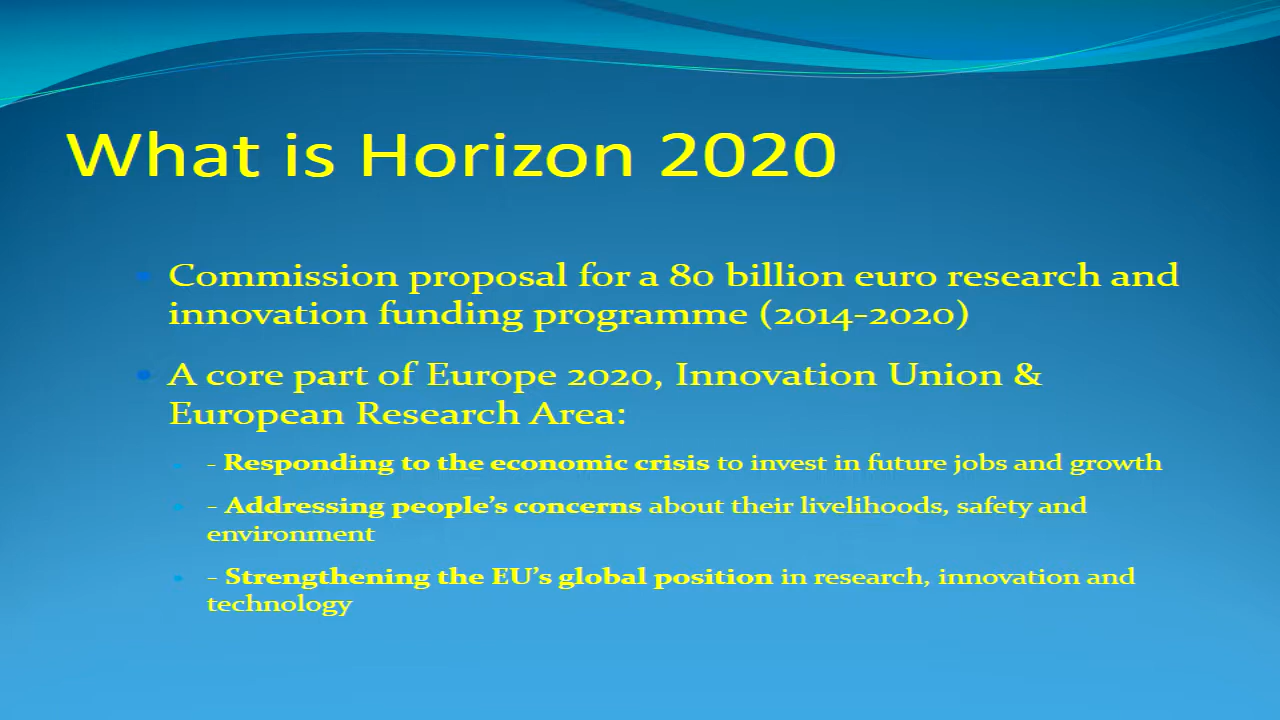 What is Horizon 2020
• Commission proposal for a 80 billion euro research and
innovation funding programme (2014-2020)
• A core part of Europe 2020, Innovation Union &
European Research Area:
• - Responding to the economic crisis to invest in future jobs and growth
• - Addressing people’s concerns about their livelihoods, safety and
environment
• - Strengthening the EU’s global position in research, innovation and
technology